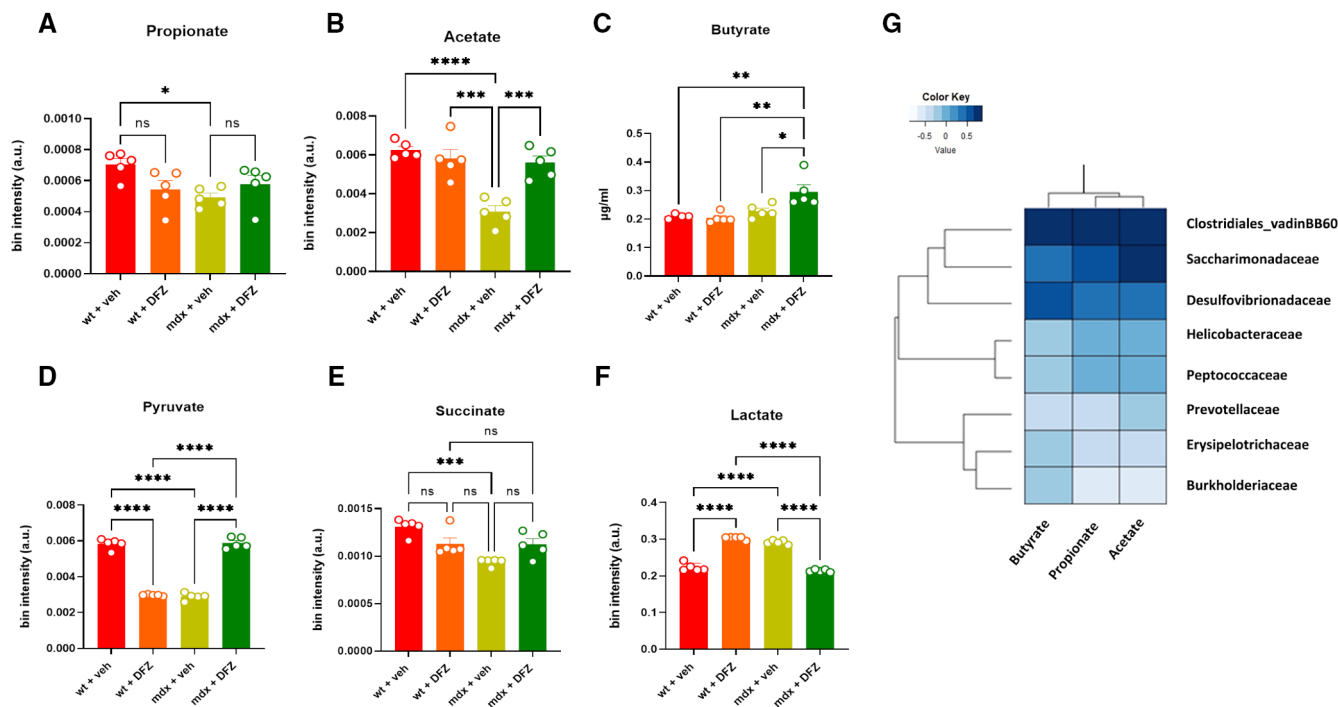 A
Propionate
bin intensity (a.u.)
0.0010
0.0008
0.0006
0.0004
0.0002
0.0000
*
ns
ns
wt + veh
wt + DFZ
mdx + veh
mdx + DFZ
B
Acetate
bin intensity (a.u.)
0.008
0.006
0.004
0.002
0.000
****
***
***
wt + veh
wt + DFZ
mdx + veh
mdx + DFZ
C
Butyrate
µg/ml
0.5
0.4
0.3
0.2
0.1
0.0
**
**
*
wt + veh
wt + DFZ
mdx + veh
mdx + DFZ
D
Pyruvate
bin intensity (a.u.)
0.008
0.006
0.004
0.002
0.000
****
****
****
****
wt + veh
wt + DFZ
mdx + veh
mdx + DFZ
E
Succinate
bin intensity (a.u.)
0.0015
0.0010
0.0005
0.0000
ns
***
ns
ns
ns
wt + veh
wt + DFZ
mdx + veh
mdx + DFZ
F
Lactate
bin intensity (a.u.)
0.4
0.3
0.2
0.1
0.0
****
****
****
****
wt + veh
wt + DFZ
mdx + veh
mdx + DFZ
G
Color Key
-0.5 0 0.5
Value
Clostridiales_vadinBB60
Saccharimonadaceae
Desulfovibrionadaceae
Helicobacteraceae
Peptococcaceae
Prevotellaceae
Erysipelotrichaceae
Burkholderiaceae
Butyrate
Propionate
Acetate